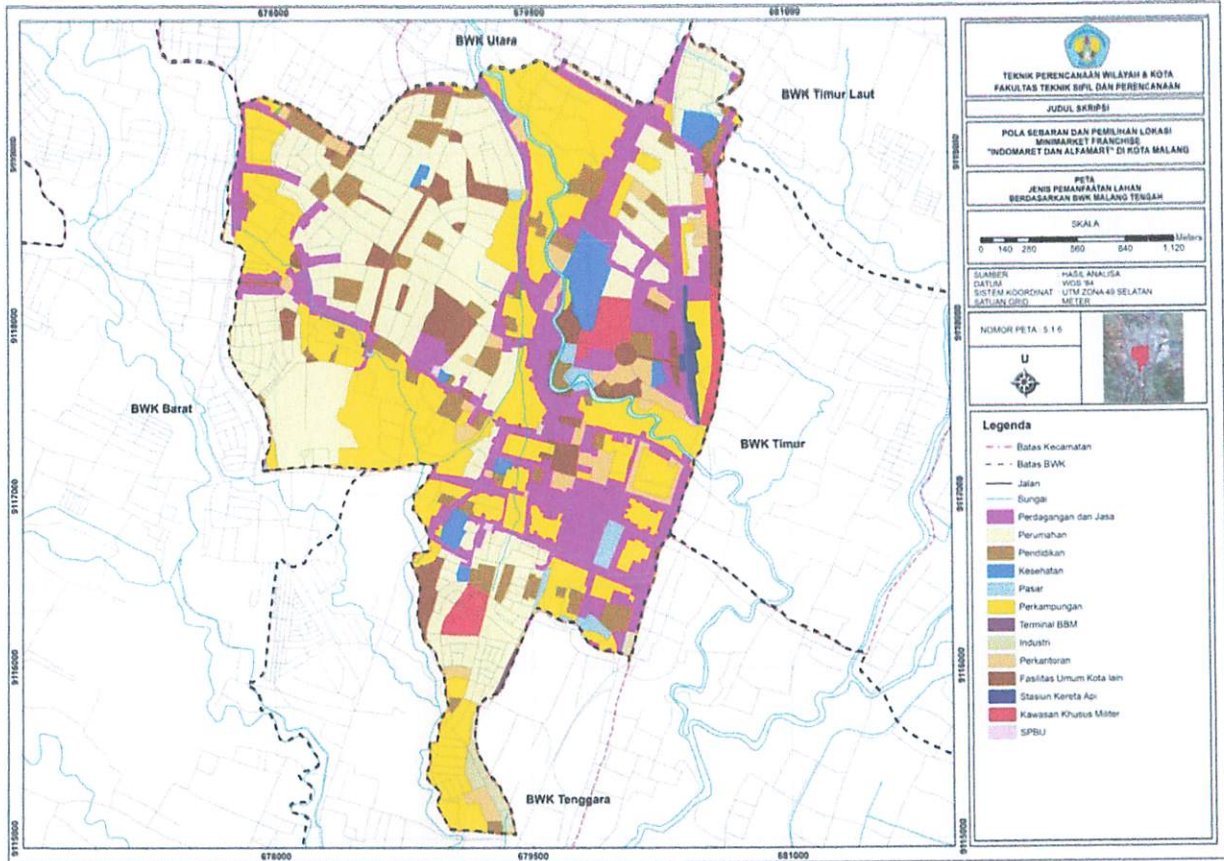 678000 679500 681000
BWK Utara
BWK Timur Laut
BWK Barat
BWK Timur
BWK Tenggara
9118000
9117000
9116000
9115000
9117000
9116000
9115000
678000 679500 681000
TEKNIK PERENCANAAN WILAYAH & KOTA
FAKULTAS TEKNIK SIPIL DAN PERENCANAAN
JUDUL SKRIPSI
POLA SEBARAN DAN PEMILIHAN LOKASI
MINIMARKET FRANCHISE
"INDOMARET DAN ALFAMART" DI KOTA MALANG
PETA
JENIS PEMANFAATAN LAHAN
BERDASARKAN BWK MALANG TENGAH
SKALA
Meters
0 140 280 560 840 1.120
SUMBER : HASIL ANALISA
DATUM : WGS '84
SISTEM KOORDINAT : UTM ZONA 49 SELATAN
SATUAN GRID : METER
NOMOR PETA : 5.1.6
U
Legenda
Batas Kecamatan
Batas BWK
Jalan
Sungai
Perdagangan dan Jasa
Perumahan
Pendidikan
Kesehatan
Pasar
Perkampungan
Terminal BBM
Industri
Perkantoran
Fasilitas Umum Kota lain
Stasiun Kereta Api
Kawasan Khusus Militer
SPBU